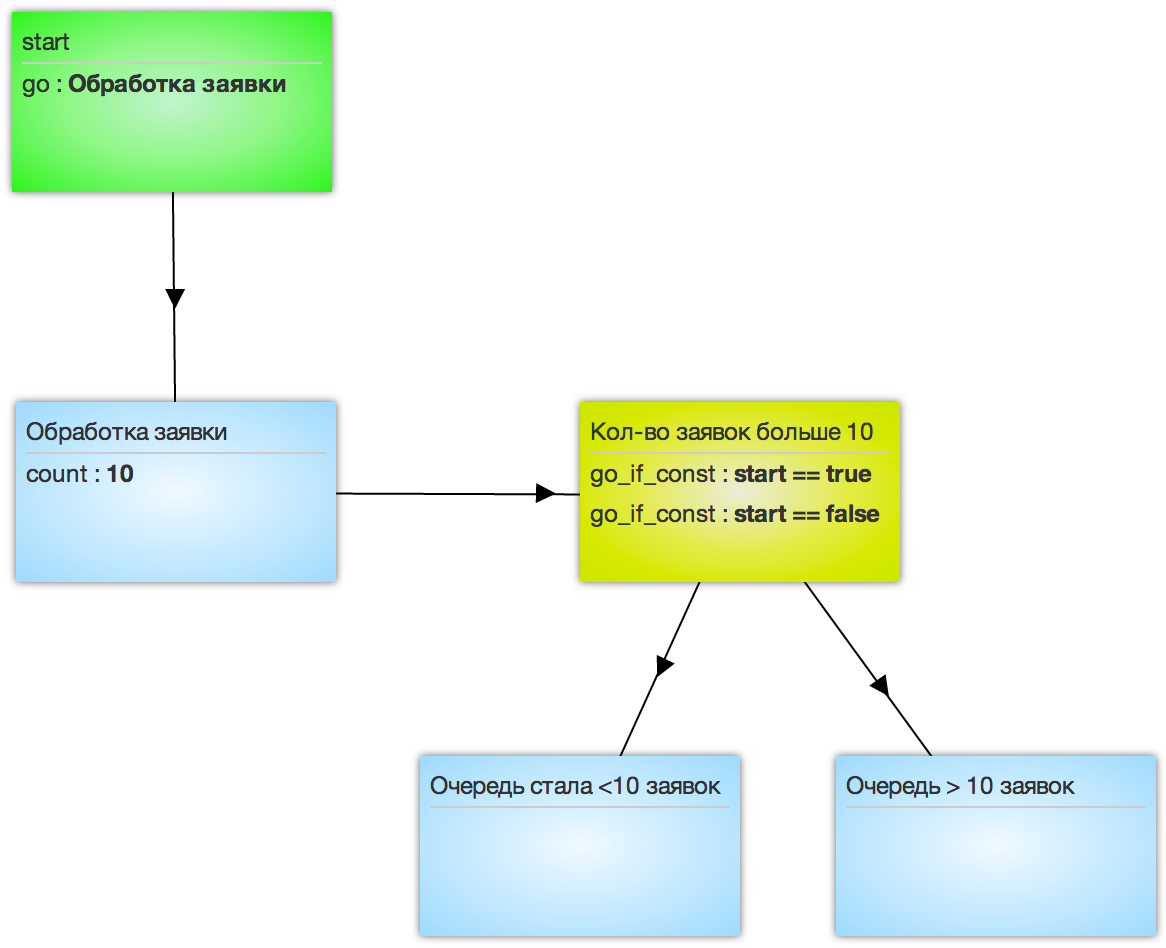 start
go : Обработка заявки
Обработка заявки
count : 10
Кол-во заявок больше 10
go_if_const : start == true
go_if_const : start == false
Очередь стала <10 заявок
Очередь > 10 заявок